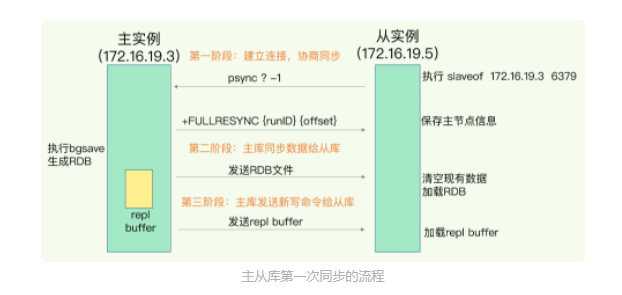 主实例
(172.16.19.3)
第一阶段：建立连接，协商同步
从实例
(172.16.19.5)
psync ? -1
执行 slaveof 172.16.19.3 6379
+FULLRESYNC {runID} {offset}
保存主节点信息
执行bgsave
生成RDB
第二阶段：主库同步数据给从库
发送RDB文件
清空现有数据
加载RDB
第三阶段：主库发送新写命令给从库
repl
buffer
发送repl buffer
加载repl buffer
主从库第一次同步的流程